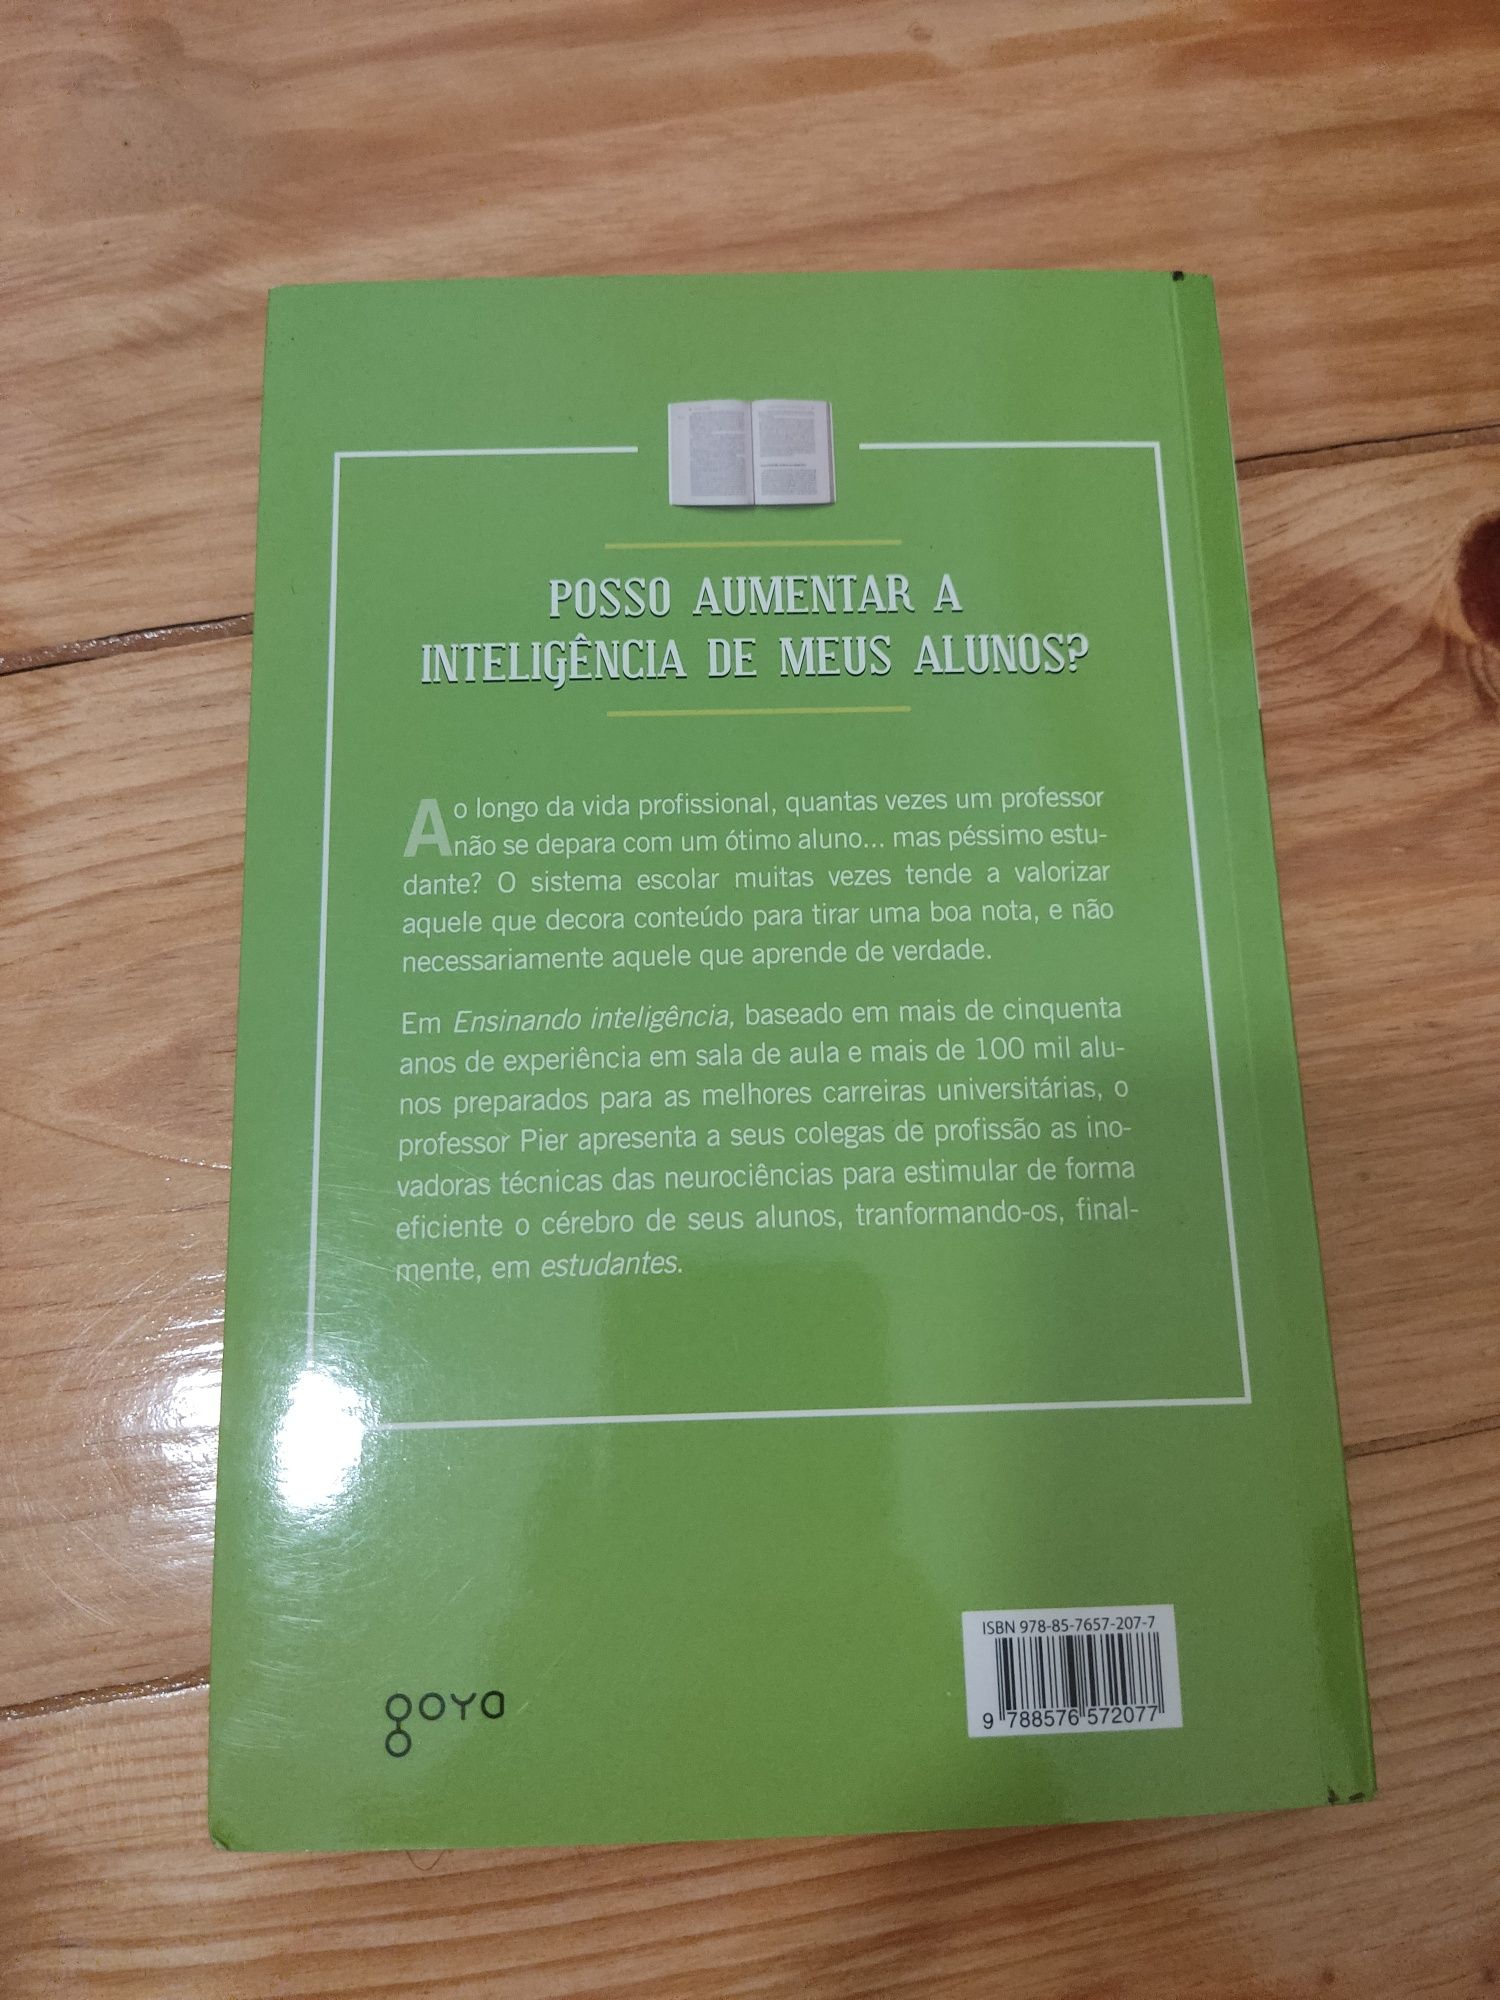 POSSO AUMENTAR A
INTELIGÊNCIA DE MEUS ALUNOS?
Ao longo da vida profissional, quantas vezes um professor
não se depara com um ótimo aluno... mas péssimo estu-
dante? O sistema escolar muitas vezes tende a valorizar
aquele que decora conteúdo para tirar uma boa nota, e não
necessariamente aquele que aprende de verdade.
Em Ensinando inteligência, baseado em mais de cinquenta
anos de experiência em sala de aula e mais de 100 mil alu-
nos preparados para as melhores carreiras universitárias, o
professor Pier apresenta a seus colegas de profissão as ino-
vadoras técnicas das neurociências para estimular de forma
eficiente o cérebro de seus alunos, tranformando-os, final-
mente, em estudantes.
ISBN 978-85-7657-207-7
9 788576 572077
goya